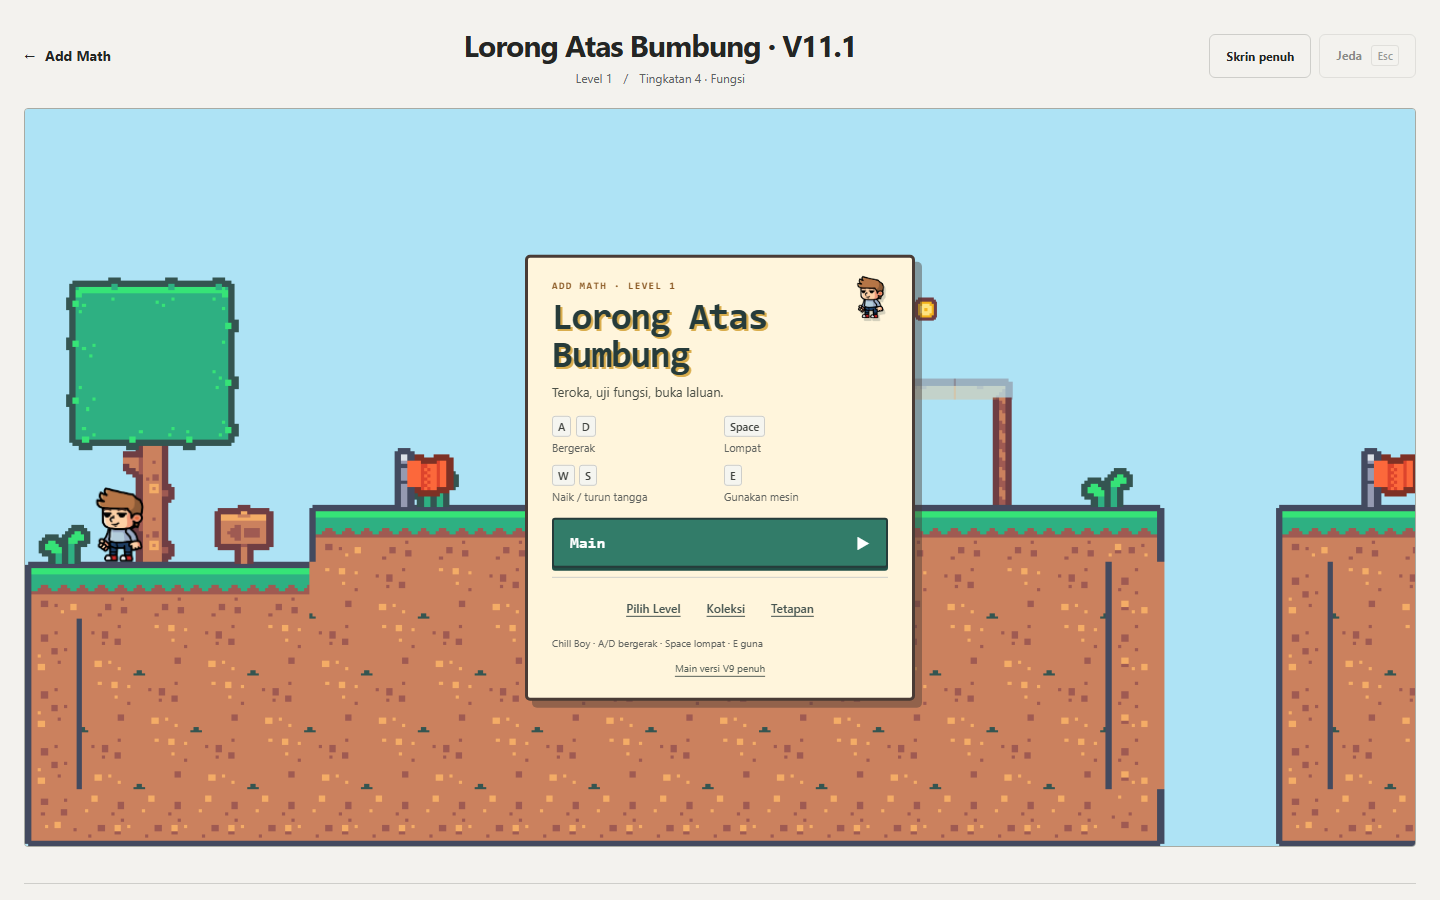 ← Add Math
Lorong Atas Bumbung · V11.1
Level 1 / Tingkatan 4 · Fungsi
Skrin penuh
Jeda Esc
ADD MATH · LEVEL 1
Lorong Atas
Bumbung
Teroka, uji fungsi, buka laluan.
A D
Bergerak
Space
Lompat
W S
Naik / turun tangga
E
Gunakan mesin
Main ▶
Pilih Level Koleksi Tetapan
Chill Boy · A/D bergerak · Space lompat · E guna
Main versi V9 penuh